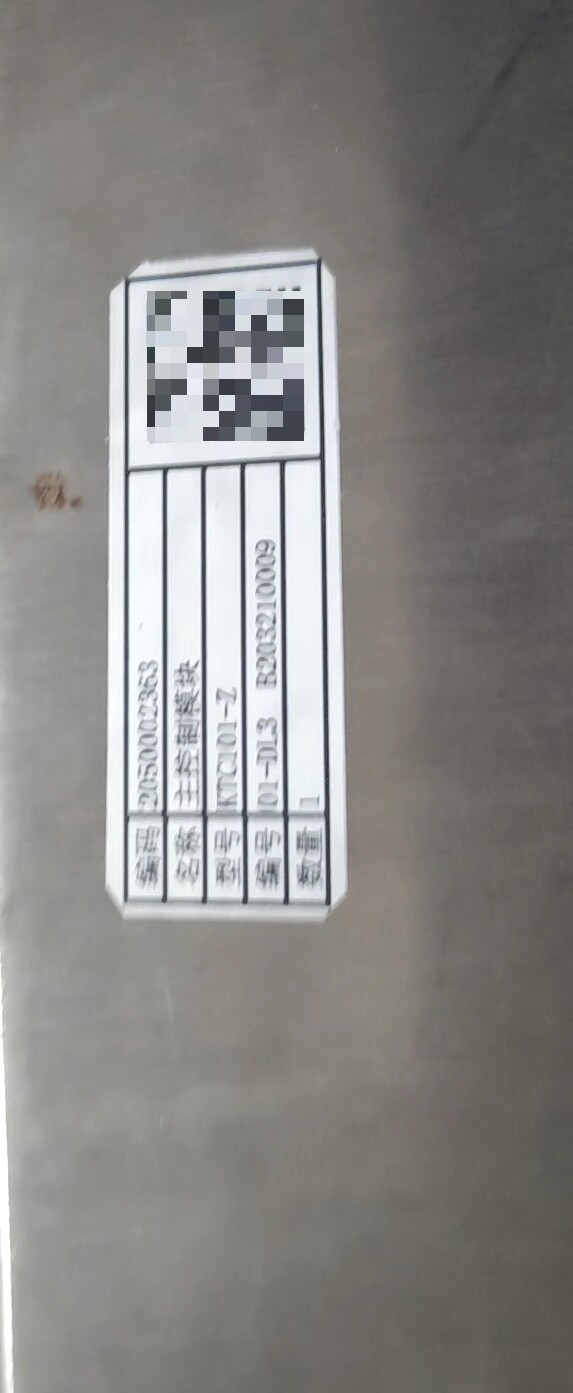 编码 2050002363
名称 主控制模块
型号 KTC101-Z
编号 01-DL3 B203210009
数量 1